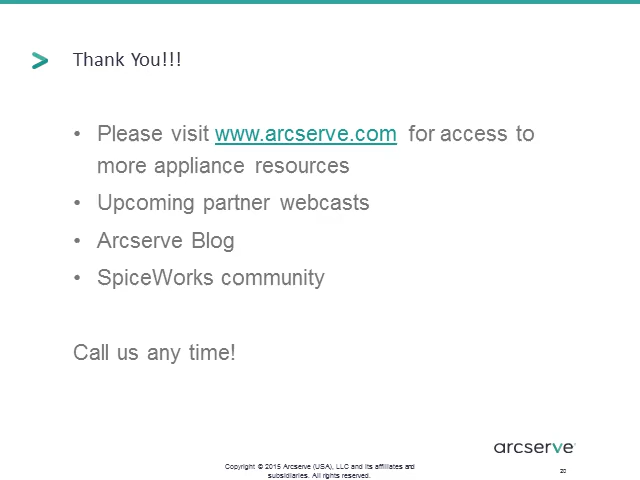 Thank You!!!
• Please visit www.arcserve.com for access to
more appliance resources
• Upcoming partner webcasts
• Arcserve Blog
• SpiceWorks community
Call us any time!
arcserve
Copyright © 2015 Arcserve (USA), LLC and its affiliates and
subsidiaries. All rights reserved.
20